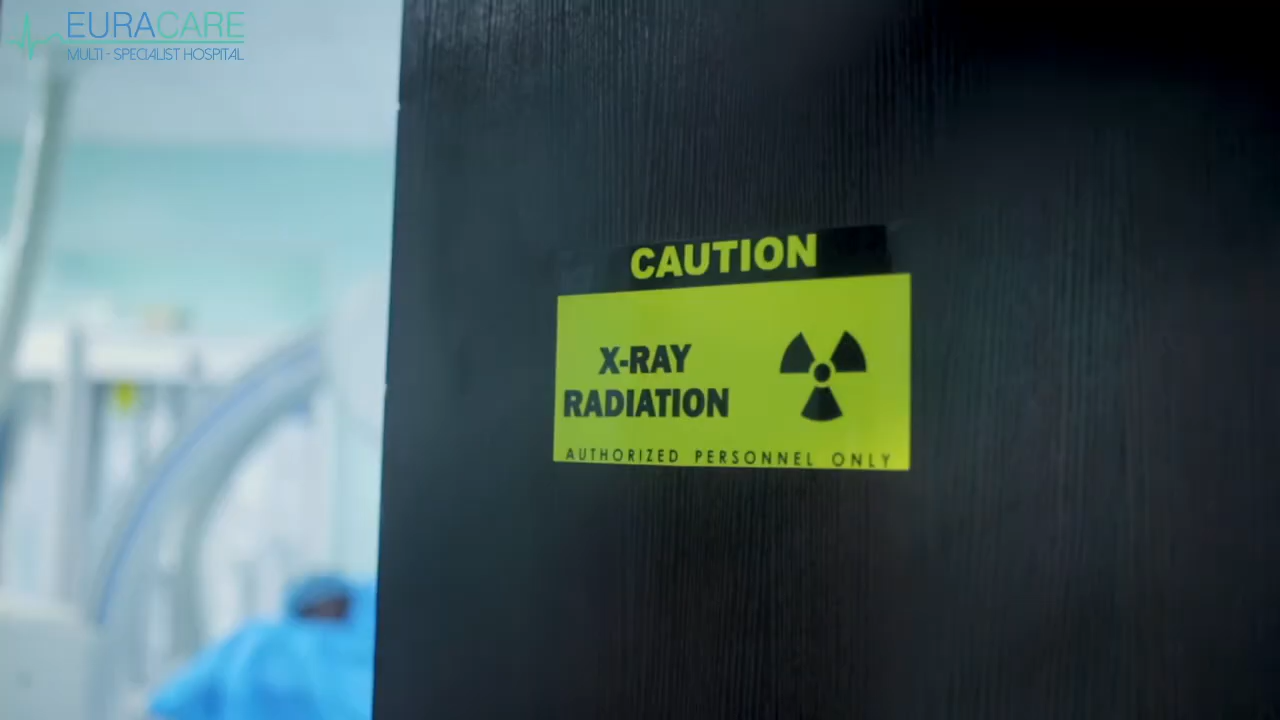 EURACARE
MULTI - SPECIALIST HOSPITAL
CAUTION
X-RAY
RADIATION
AUTHORIZED PERSONNEL ONLY